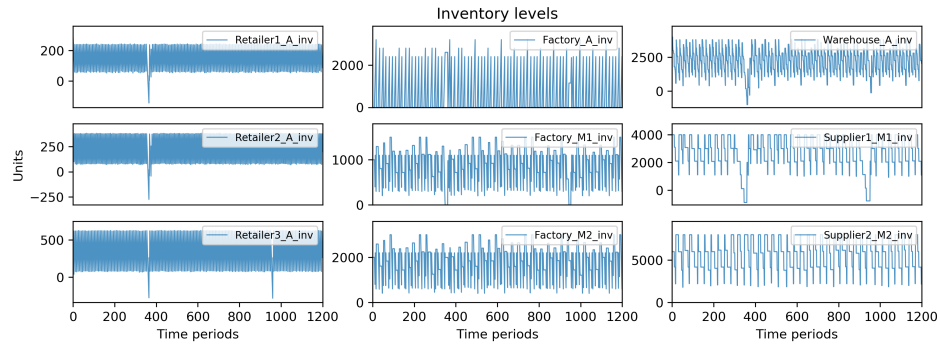 Inventory levels
Retailer1_A_inv
Factory_A_inv
Warehouse_A_inv
200
0
2000
0
2500
0
Units
Retailer2_A_inv
Factory_M1_inv
Supplier1_M1_inv
250
0
−250
1000
0
4000
2000
0
Retailer3_A_inv
Factory_M2_inv
Supplier2_M2_inv
500
0
2000
0
5000
0
0 200 400 600 800 1000 1200
0 200 400 600 800 1000 1200
0 200 400 600 800 1000 1200
Time periods
Time periods
Time periods